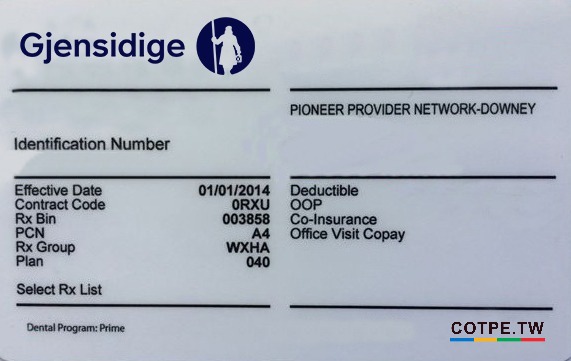 Gjensidige
PIONEER PROVIDER NETWORK-DOWNEY
Identification Number
Effective Date 01/01/2014
Contract Code 0RXU
Rx Bin 003858
PCN A4
Rx Group WXHA
Plan 040
Select Rx List
Deductible
OOP
Co-Insurance
Office Visit Copay
Dental Program: Prime
COTPE.TW